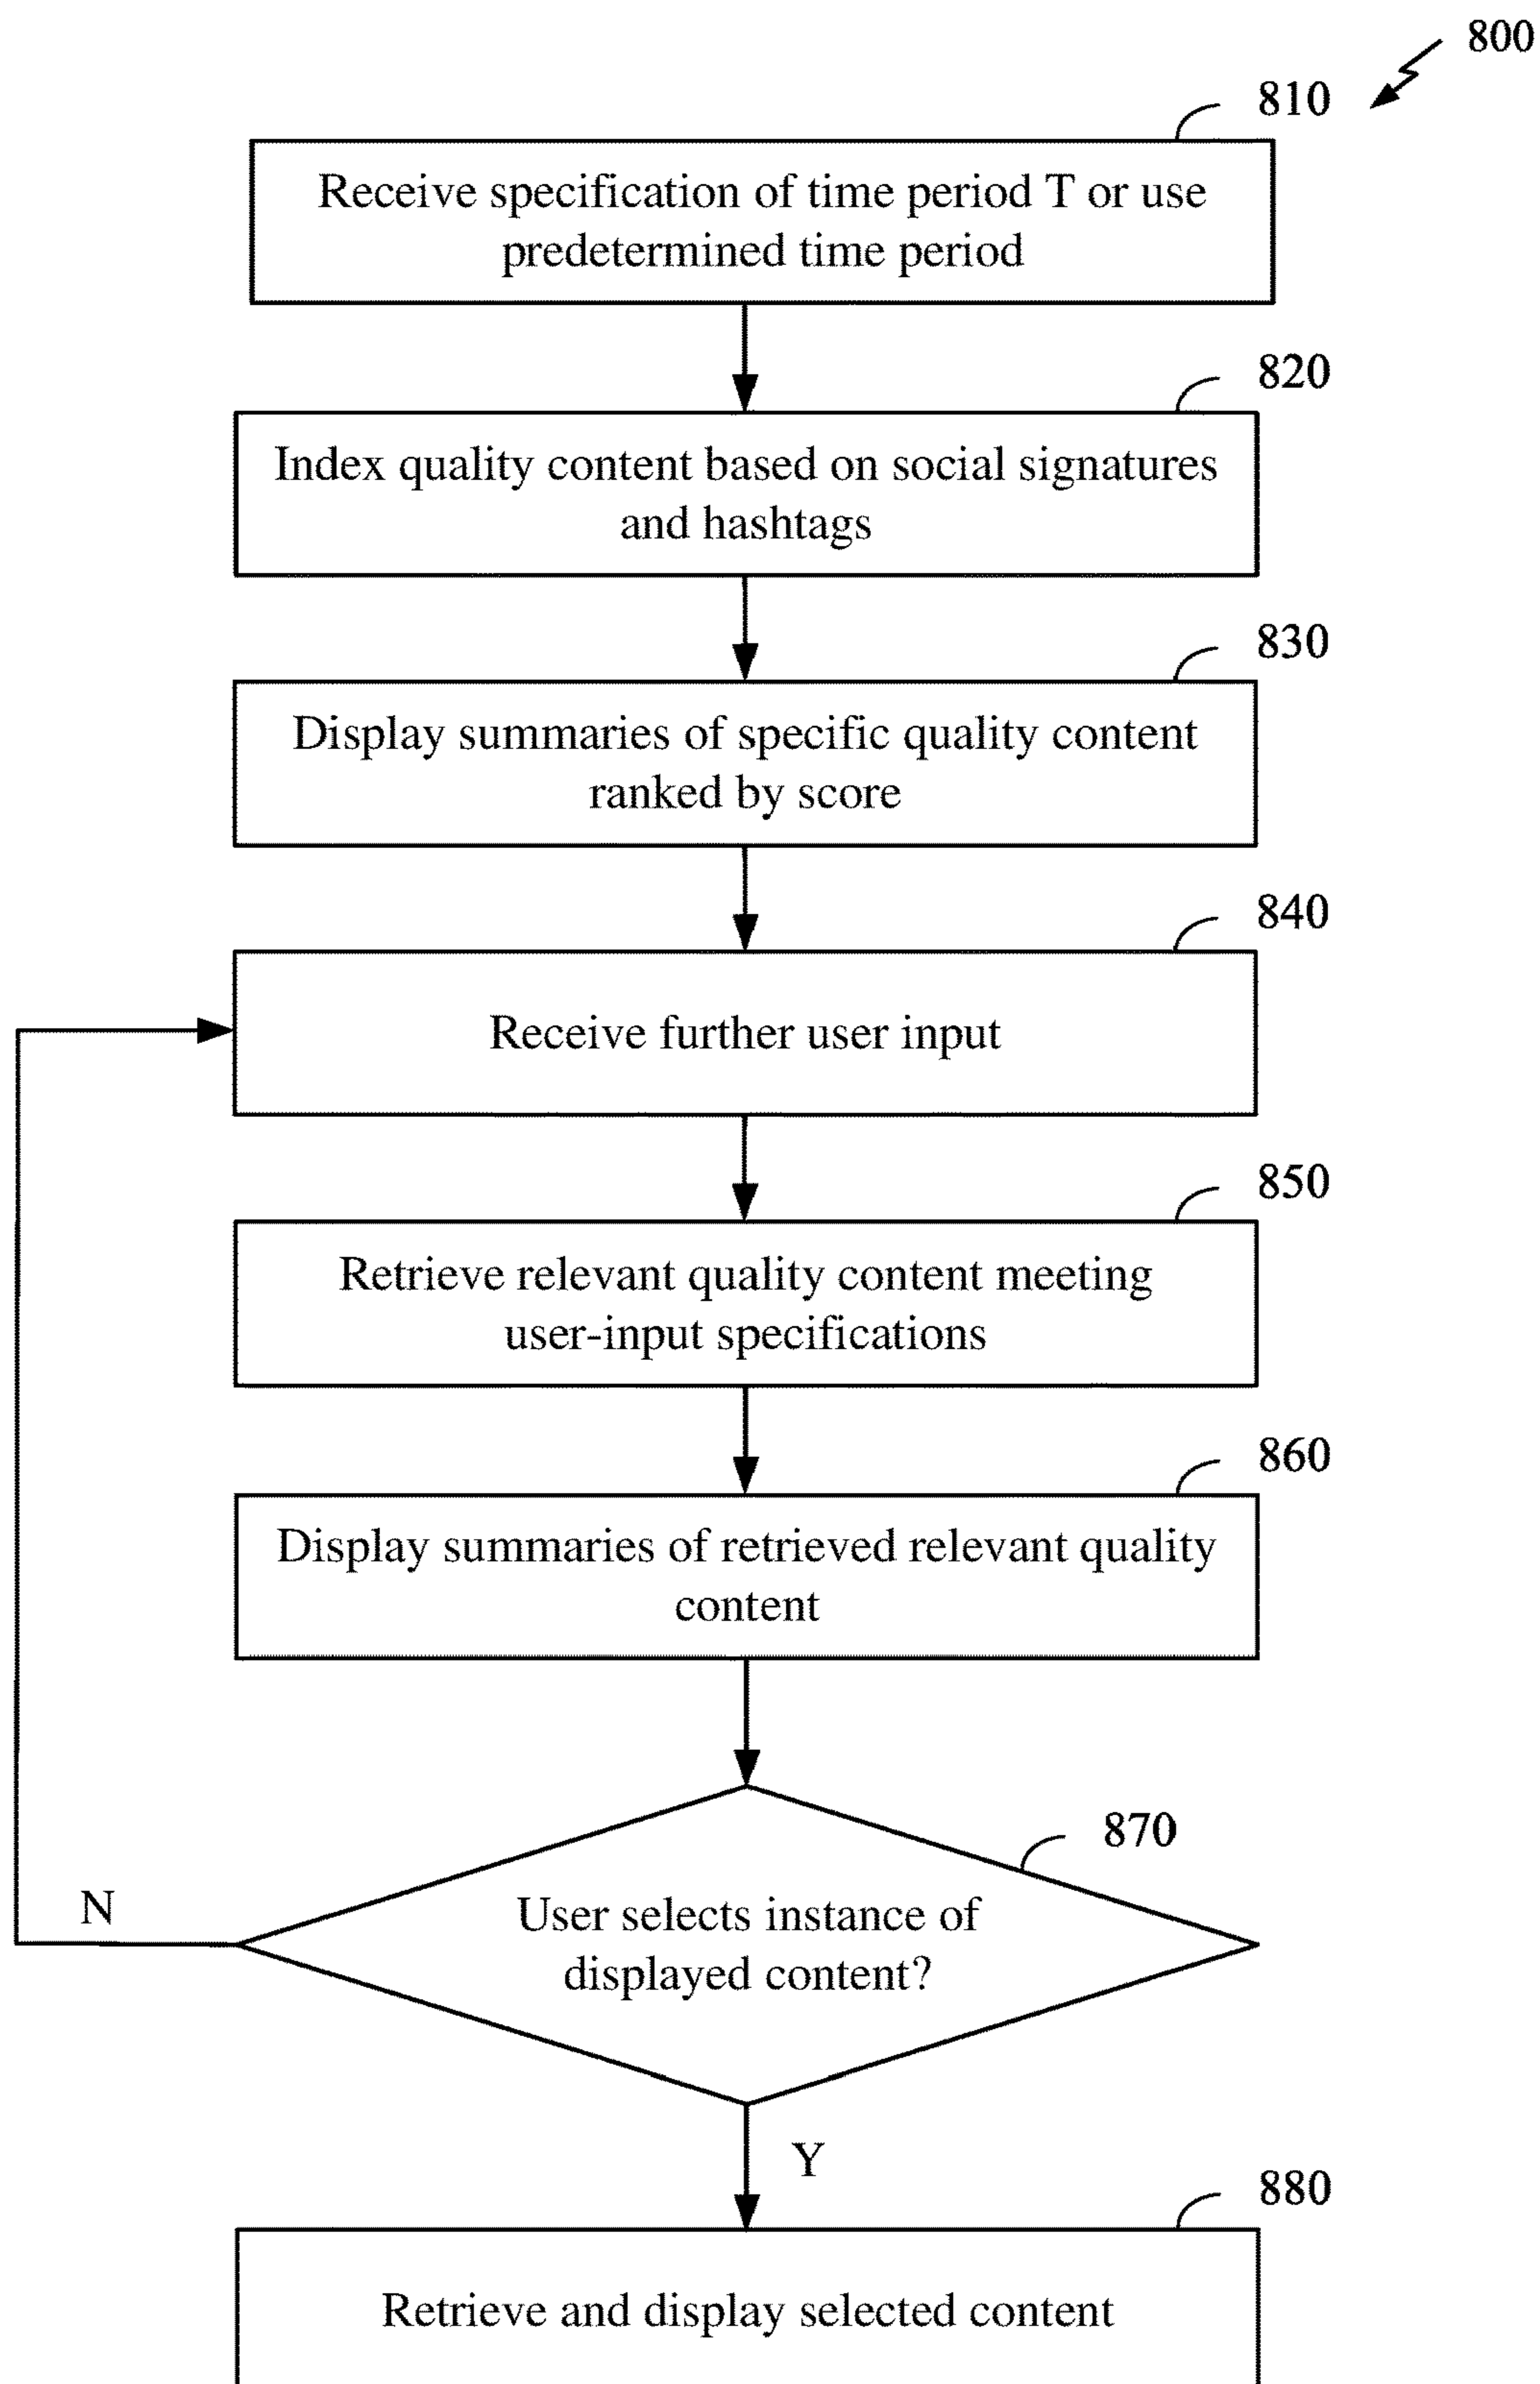 800
810
Receive specification of time period T or use
predetermined time period
820
Index quality content based on social signatures
and hashtags
830
Display summaries of specific quality content
ranked by score
840
Receive further user input
850
Retrieve relevant quality content meeting
user-input specifications
860
Display summaries of retrieved relevant quality
content
870
User selects instance of
displayed content?
N
Y
880
Retrieve and display selected content